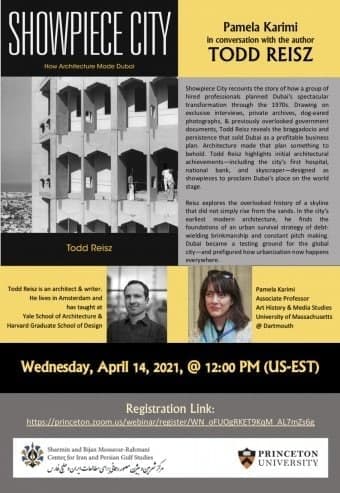 SHOWPIECE CITY
How Architecture Made Dubai
Todd Reisz
Pamela Karimi
in conversation with the author
TODD REISZ
Showpiece City recounts the story of how a group of
hired professionals planned Dubai's spectacular
transformation through the 1970s. Drawing on
exclusive interviews, private archives, dog-eared
photographs, & previously overlooked government
documents, Todd Reisz reveals the braggadocio and
persistence that sold Dubai as a profitable business
plan. Architecture made that plan something to
behold. Todd Reisz highlights initial architectural
achievements—including the city's first hospital,
national bank, and skyscraper—designed as
showpieces to proclaim Dubai's place on the world
stage.
Reisz explores the overlooked history of a skyline
that did not simply rise from the sands. In the city's
earliest modern architecture, he finds the
foundations of an urban survival strategy of debt-
wielding brinkmanship and constant pitch making.
Dubai became a testing ground for the global
city—and prefigured how urbanization now happens
everywhere.
Todd Reisz is an architect & writer.
He lives in Amsterdam and
has taught at
Yale School of Architecture &
Harvard Graduate School of Design
Pamela Karimi
Associate Professor
Art History & Media Studies
University of Massachusetts
@ Dartmouth
Wednesday, April 14, 2021, @ 12:00 PM (US-EST)
Registration Link:
https://princeton.zoom.us/webinar/register/WN_oFUOgRKET9KqM_AL7mZs6g
Sharmin and Bijan Mossavar-Rahmani
Center for Iran and Persian Gulf Studies
مرکز شرمین و بیژن مصور رحمانی برای مطالعات ایران و خلیج فارس
PRINCETON
UNIVERSITY